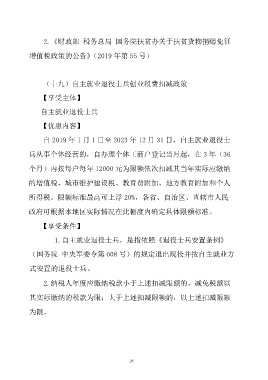 2.《财政部 税务总局 国务院扶贫办关于扶贫货物捐赠免征
增值税政策的公告》（2019 年第 55 号）
（十九）自主就业退役士兵创业税费扣减政策
【享受主体】
自主就业退役士兵
【优惠内容】
自 2019 年 1 月 1 日至 2023 年 12 月 31 日，自主就业退役士
兵从事个体经营的，自办理个体工商户登记当月起，在 3 年（36
个月）内按每户每年 12000 元为限额依次扣减其当年实际应缴纳
的增值税、城市维护建设税、教育费附加、地方教育附加和个人
所得税。限额标准最高可上浮 20%，各省、自治区、直辖市人民
政府可根据本地区实际情况在此幅度内确定具体限额标准。
【享受条件】
1.自主就业退役士兵，是指依照《退役士兵安置条例》
（国务院 中央军委令第 608 号）的规定退出现役并按自主就业方
式安置的退役士兵。
2.纳税人年度应缴纳税款小于上述扣减限额的，减免税额以
其实际缴纳的税款为限；大于上述扣减限额的，以上述扣减限额
为限。